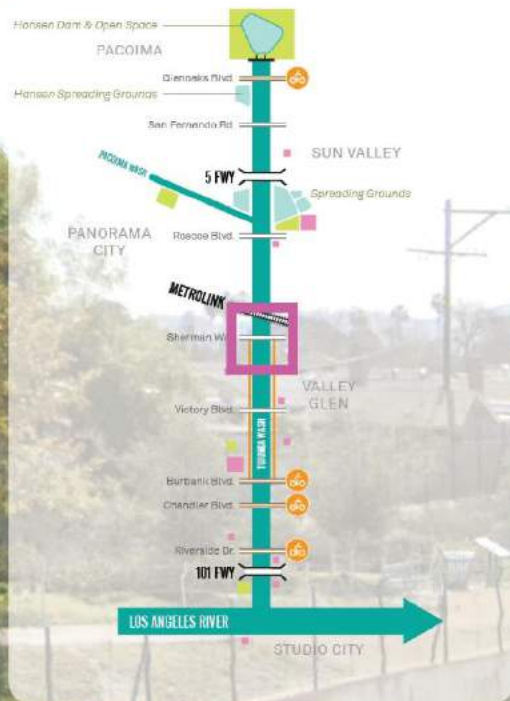 Hansen Dam & Open Space
PACOIMA
Glenoaks Blvd.
Hansen Spreading Grounds
San Fernando Rd.
SUN VALLEY
PACOIMA WASH
5 FWY
Spreading Grounds
PANORAMA
CITY
Roscoe Blvd.
METROLINK
Sherman W
VALLEY
GLEN
Victory Blvd.
TUJUNGA WASH
Burbank Blvd.
Chandler Blvd.
Riverside Dr.
101 FWY
LOS ANGELES RIVER
STUDIO CITY